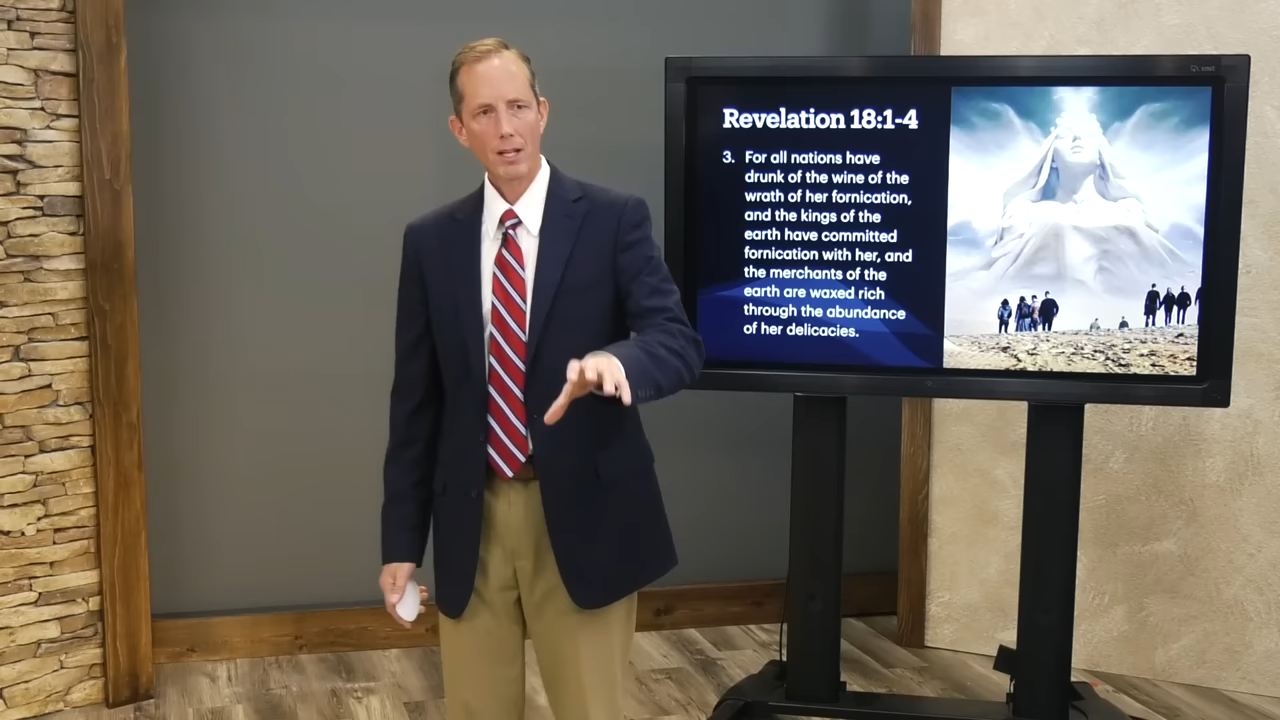 Revelation 18:1-4
3. For all nations have
drunk of the wine of the
wrath of her fornication,
and the kings of the
earth have committed
fornication with her, and
the merchants of the
earth are waxed rich
through the abundance
of her delicacies.